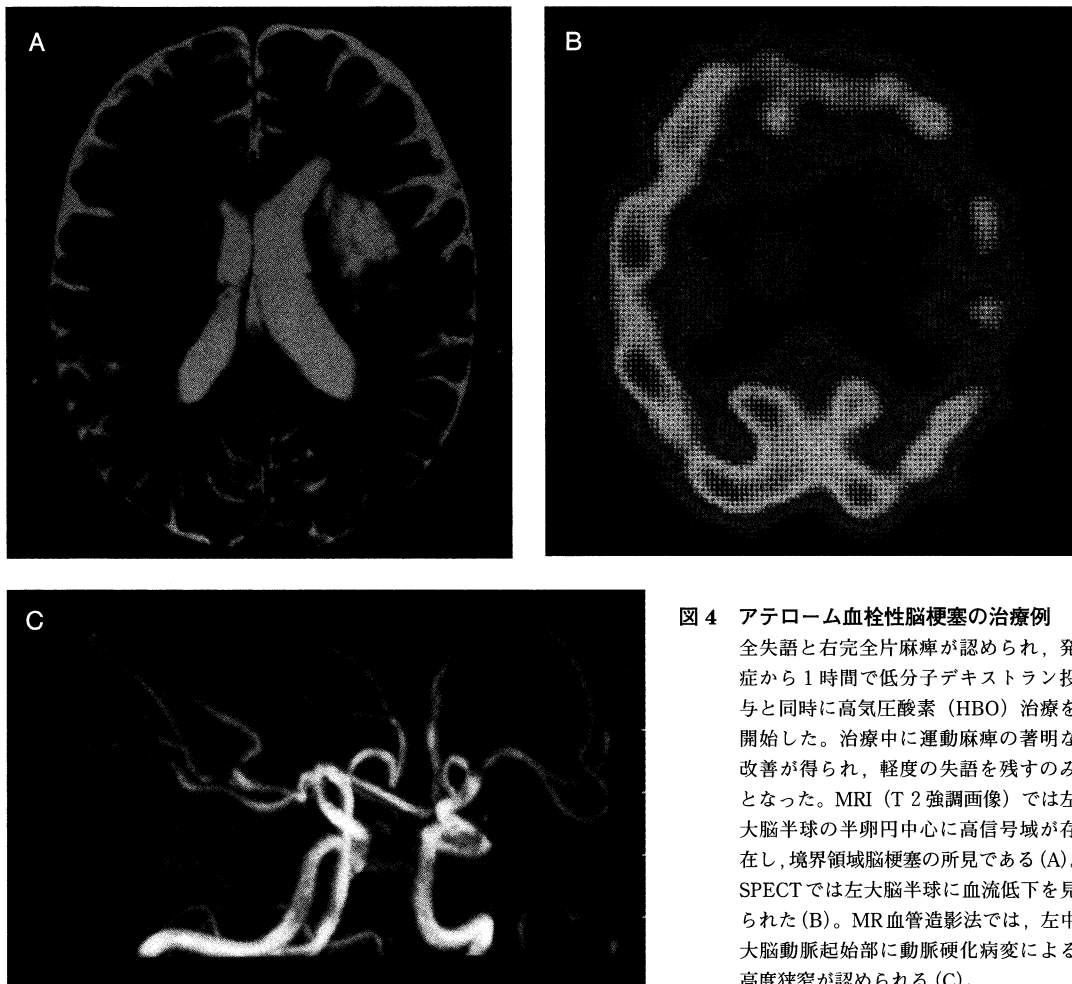 A
B
C
図4 アテローム血栓性脳梗塞の治療例
全失語と右完全片麻痺が認められ，発
症から1時間で低分子デキストラン投
与と同時に高気圧酸素（HBO）治療を
開始した。治療中に運動麻痺の著明な
改善が得られ，軽度の失語を残すのみ
となった。MRI（T 2強調画像）では左
大脳半球の半卵円中心に高信号域が存
在し，境界領域脳梗塞の所見である(A)。
SPECTでは左大脳半球に血流低下を見
られた(B)。MR血管造影法では，左中
大脳動脈起始部に動脈硬化病変による
高度狭窄が認められる(C)。